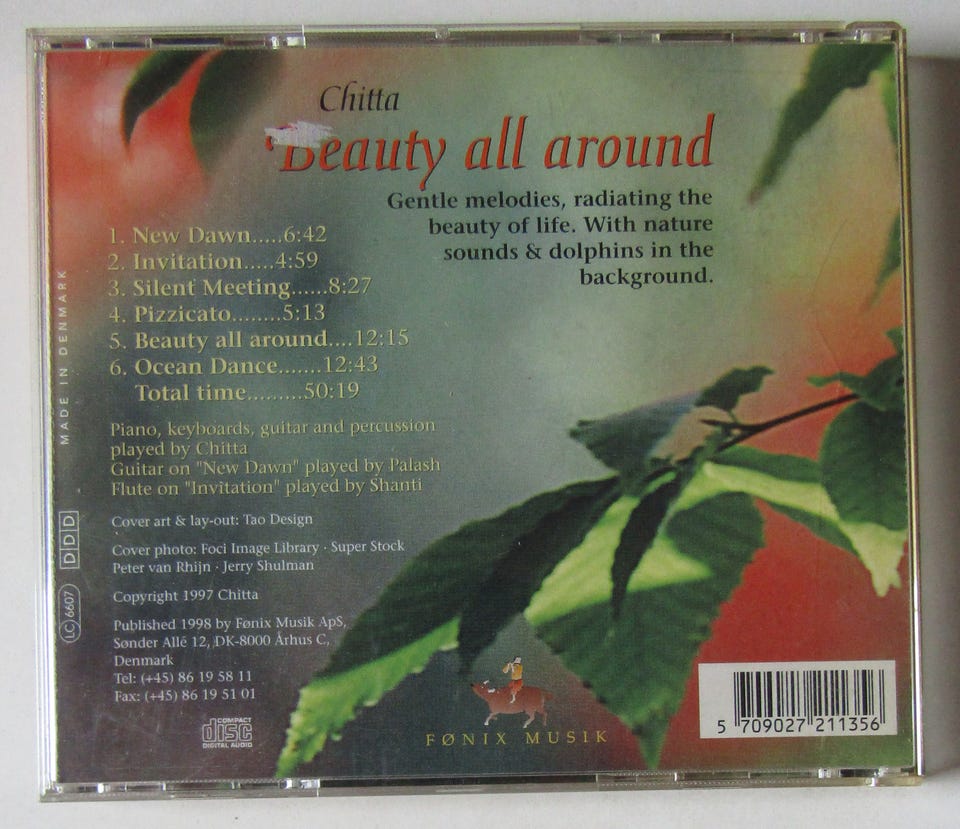 Chitta
Beauty all around
Gentle melodies, radiating the
beauty of life. With nature
sounds & dolphins in the
background.
1. New Dawn.....6:42
2. Invitation.....4:59
3. Silent Meeting......8:27
4. Pizzicato........5:13
5. Beauty all around....12:15
6. Ocean Dance.......12:43
Total time.........50:19
Piano, keyboards, guitar and percussion
played by Chitta
Guitar on "New Dawn" played by Palash
Flute on "Invitation" played by Shanti
Cover art & lay-out: Tao Design
Cover photo: Foci Image Library · Super Stock
Peter van Rhijn · Jerry Shulman
Copyright 1997 Chitta
Published 1998 by Fønix Musik ApS,
Sønder Allé 12, DK-8000 Århus C,
Denmark
Tel: (+45) 86 19 58 11
Fax: (+45) 86 19 51 01
MADE IN DENMARK
DDD
LC 6607
COMPACT
disc
DIGITAL AUDIO
FØNIX MUSIK
5 709027 211356